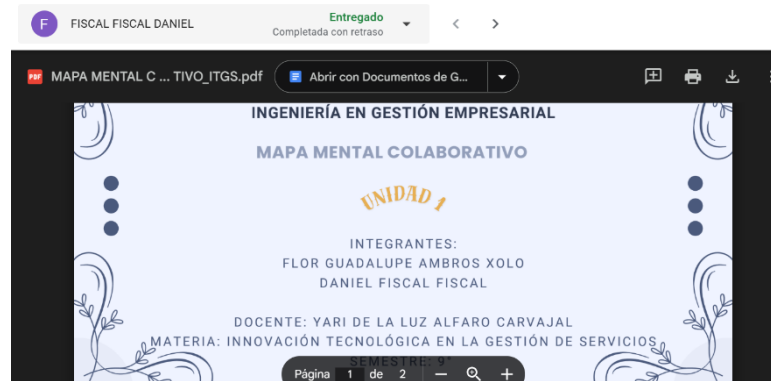 F FISCAL FISCAL DANIEL Entregado
Completada con retraso
PDF MAPA MENTAL C ... TIVO_ITGS.pdf Abrir con Documentos de G...
INGENIERÍA EN GESTIÓN EMPRESARIAL
MAPA MENTAL COLABORATIVO
UNIDAD 1
INTEGRANTES:
FLOR GUADALUPE AMBROS XOLO
DANIEL FISCAL FISCAL
DOCENTE: YARI DE LA LUZ ALFARO CARVAJAL
MATERIA: INNOVACIÓN TECNOLÓGICA EN LA GESTIÓN DE SERVICIOS
SEMESTRE: 9°
Página 1 de 2